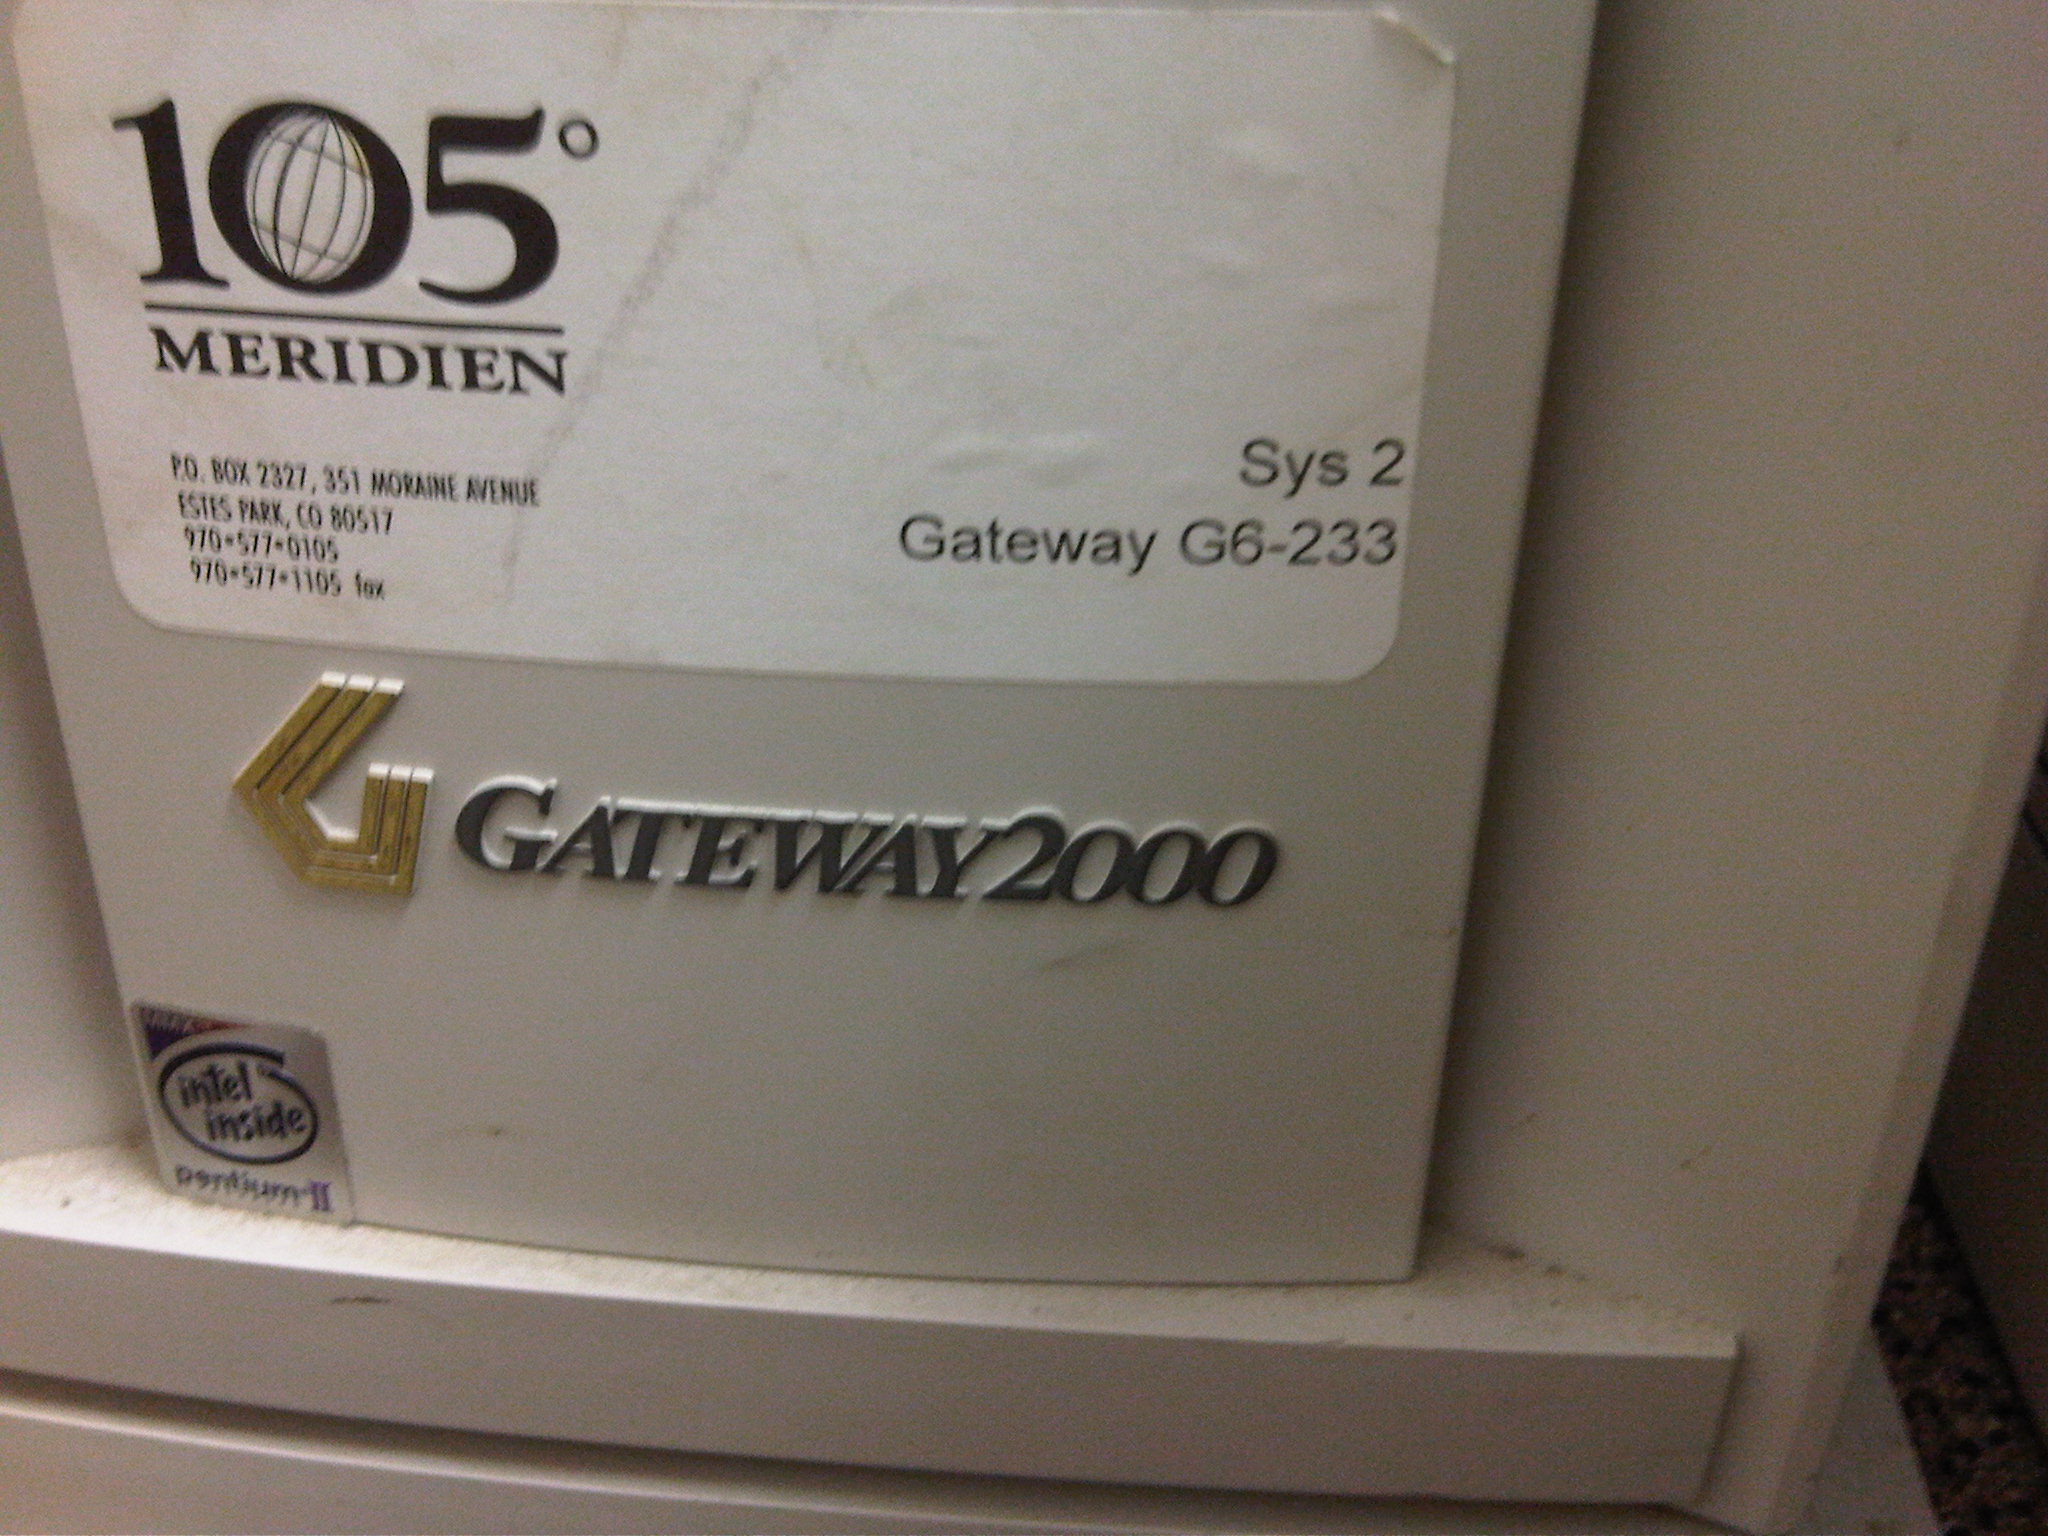 105°
MERIDIEN
P.O. BOX 2327, 351 MORAINE AVENUE
ESTES PARK, CO 80517
970•577•0105
970•577•1105 fax
Sys 2
Gateway G6-233
GATEWAY2000
intel
inside
pentium II